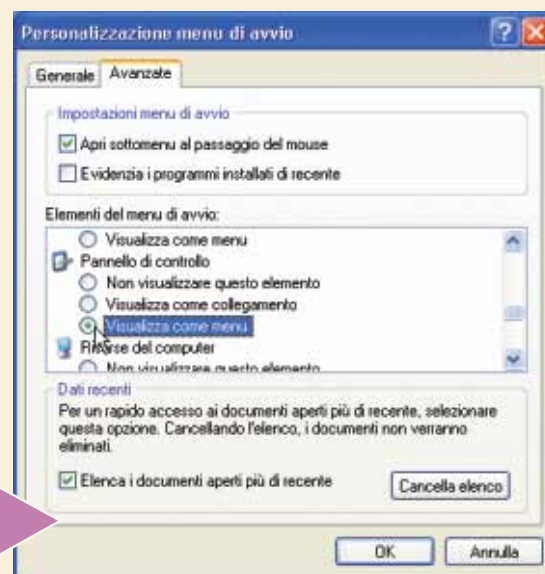 Personalizzazione menu di avvio
Generale Avanzate
Impostazioni menu di avvio
Apri sottomenu al passaggio del mouse
Evidenzia i programmi installati di recente
Elementi del menu di avvio:
Visualizza come menu
Pannello di controllo
Non visualizzare questo elemento
Visualizza come collegamento
Visualizza come menu
Risorse del computer
Non visualizzare questo elemento
Dati recenti
Per un rapido accesso ai documenti aperti più di recente, selezionare
questa opzione. Cancellando l'elenco, i documenti non verranno
eliminati.
Elenca i documenti aperti più di recente
Cancella elenco
OK Annulla